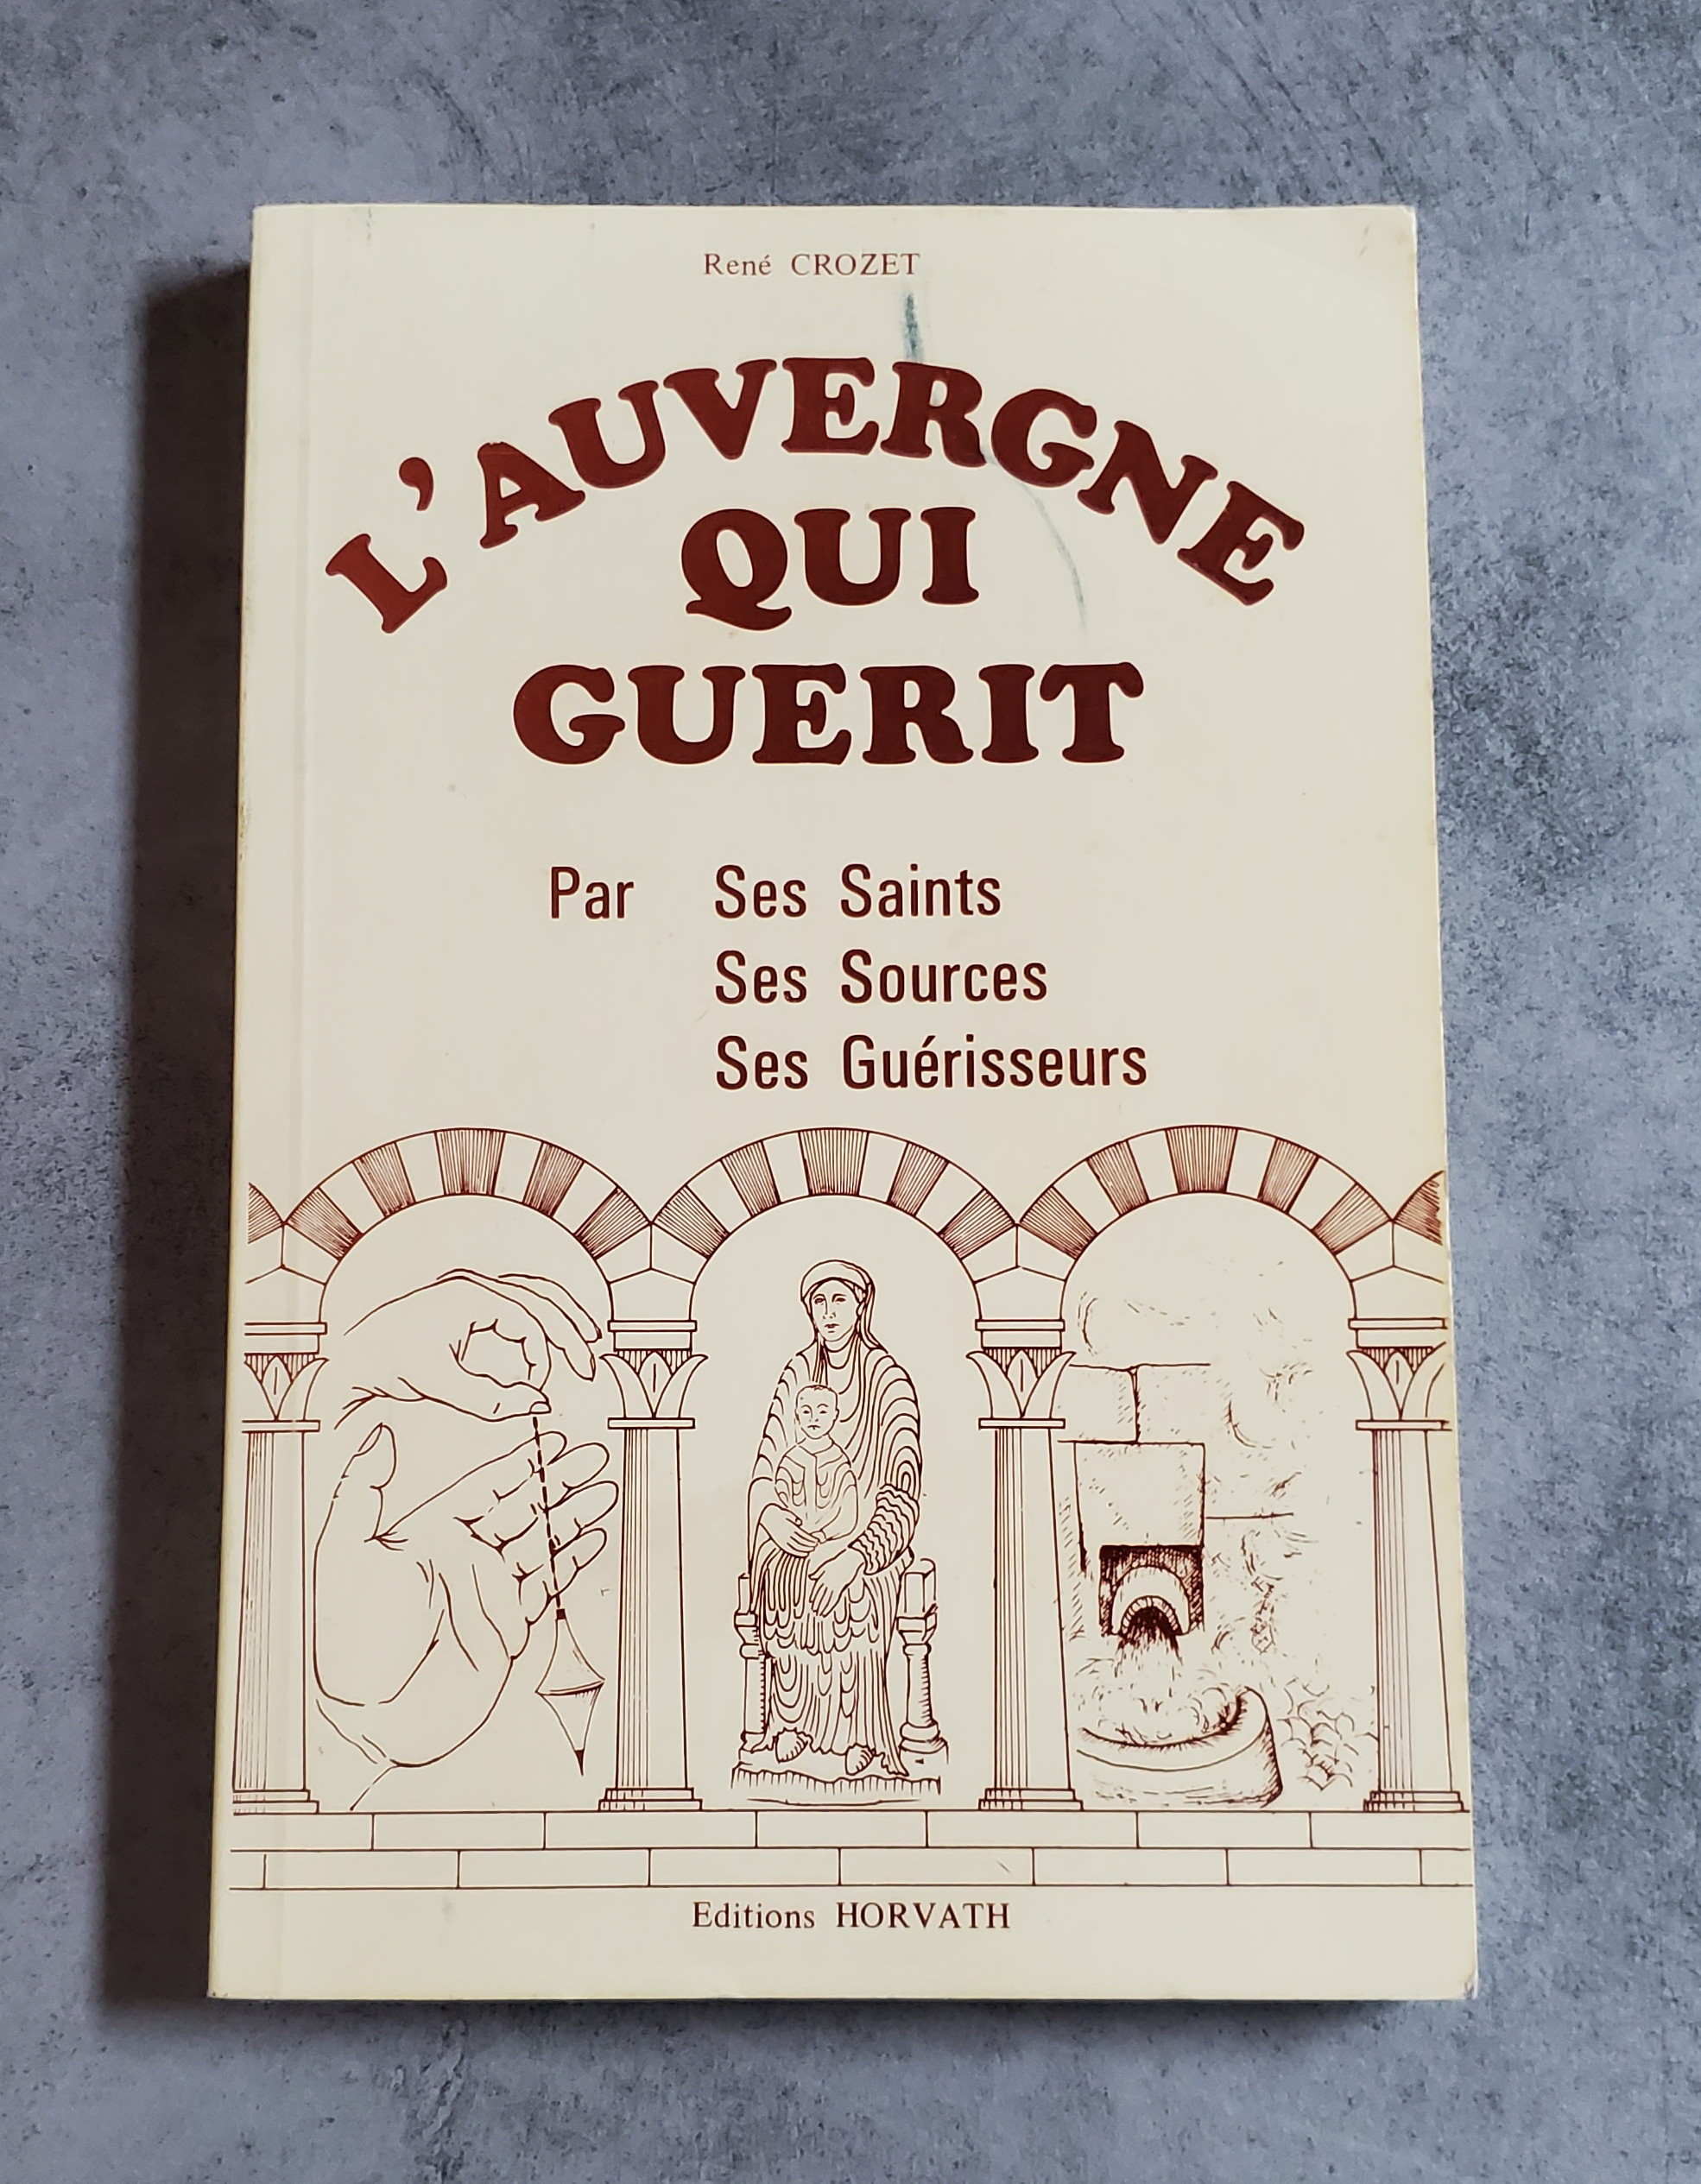 René CROZET
L'AUVERGNE
QUI
GUERIT
Par Ses Saints
Ses Sources
Ses Guérisseurs
Editions HORVATH